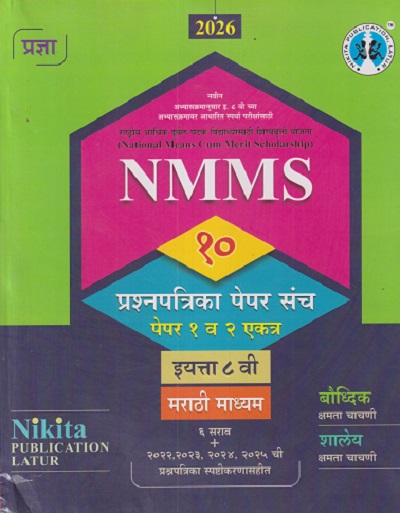 2026
प्रज्ञा
NIKITA PUBLICATION, LATUR
TM
नवीन
अभ्यासक्रमानुसार इ. ८ वी च्या
अभ्यासक्रमावर आधारित स्पर्धा परीक्षांसाठी
राष्ट्रीय आर्थिक दुर्बल घटक विद्यार्थ्यांसाठी शिष्यवृत्ती योजना
(National Means Cum Merit Scholarship)
NMMS
१०
प्रश्नपत्रिका पेपर संच
पेपर १ व २ एकत्र
इयत्ता ८ वी
मराठी माध्यम
बौध्दिक
क्षमता चाचणी
शालेय
क्षमता चाचणी
६ सराव
+
२०२२,२०२३, २०२४, २०२५ ची
प्रश्नपत्रिका स्पष्टीकरणासहीत
Nikita
PUBLICATION
LATUR